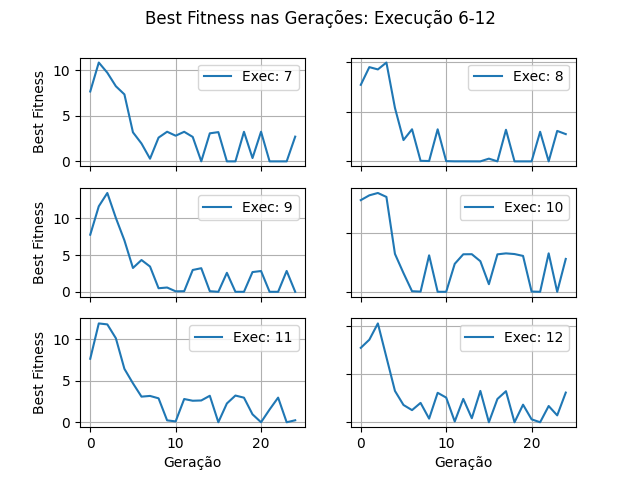 Best Fitness nas Gerações: Execução 6-12
Best Fitness
10
5
0
Exec: 7
Exec: 8
Best Fitness
10
5
0
Exec: 9
Exec: 10
Best Fitness
10
5
0
Exec: 11
Exec: 12
0
10
20
0
10
20
Geração
Geração